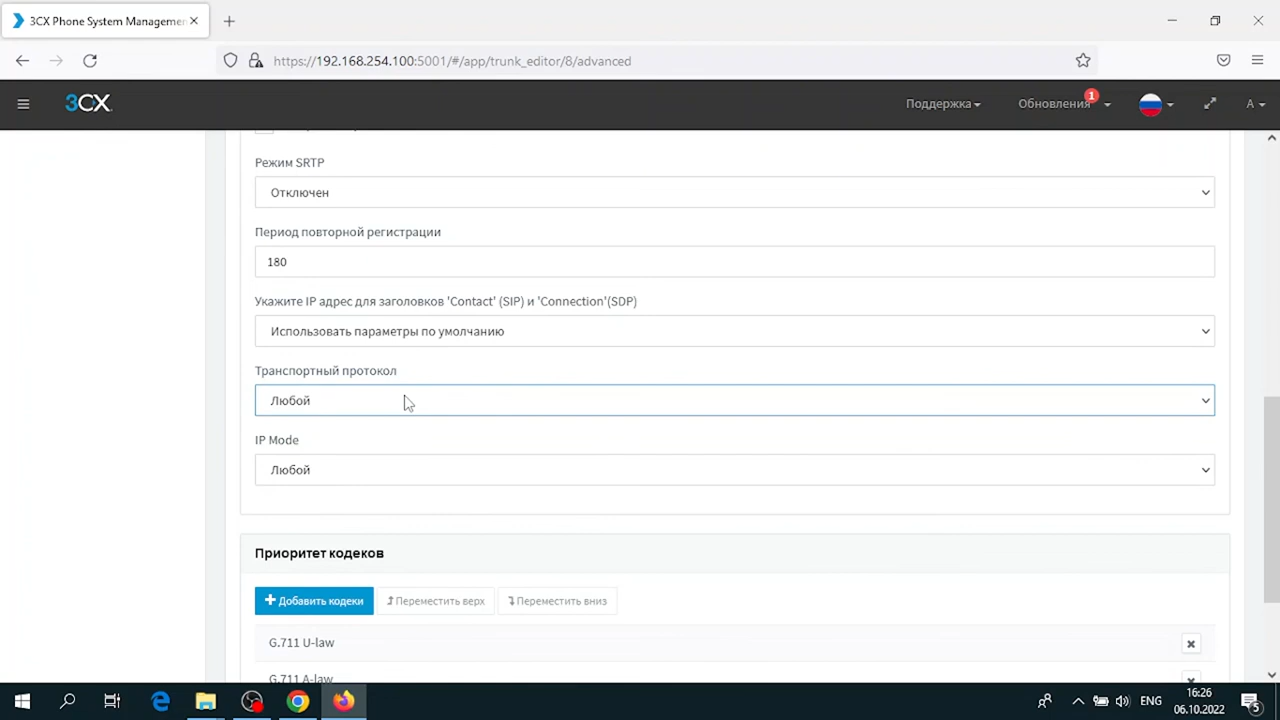 3CX Phone System Managemen
https://192.168.254.100:5001/#/app/trunk_editor/8/advanced
3CX
Поддержка
Обновления
1
A
Режим SRTP
Отключен
Период повторной регистрации
180
Укажите IP адрес для заголовков 'Contact' (SIP) и 'Connection'(SDP)
Использовать параметры по умолчанию
Транспортный протокол
Любой
IP Mode
Любой
Приоритет кодеков
Добавить кодеки
Переместить верх
Переместить вниз
G.711 U-law
G.711 A-law
ENG
16:26
06.10.2022
5